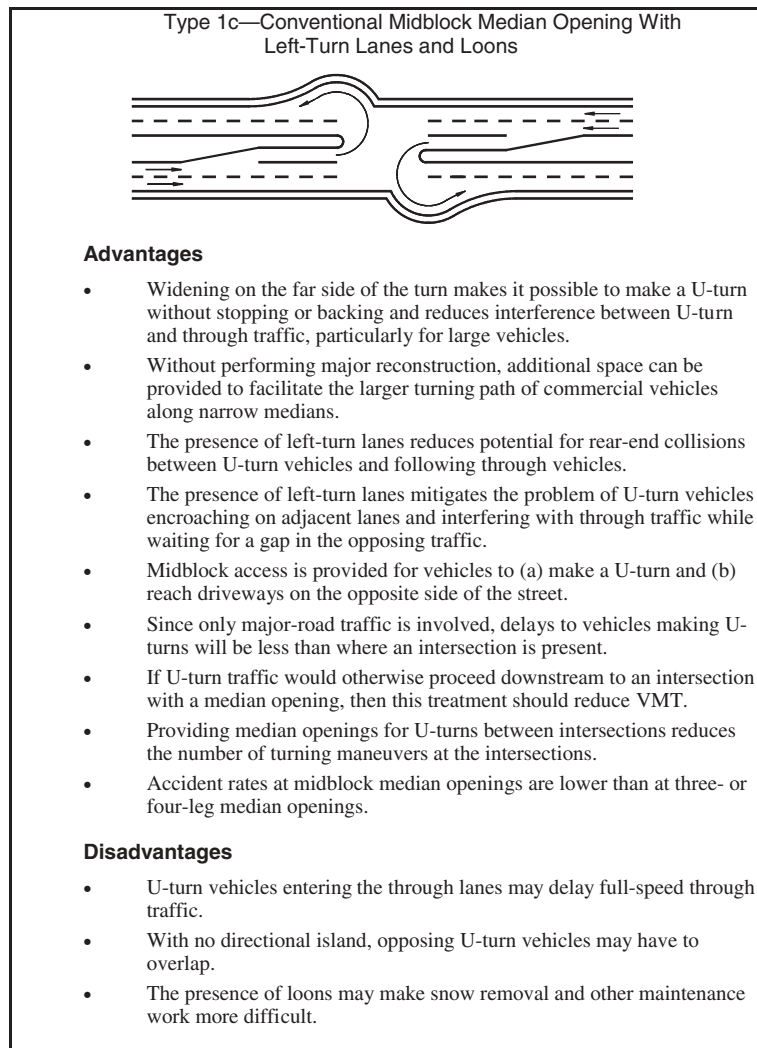 Type 1c—Conventional Midblock Median Opening With
Left-Turn Lanes and Loons
Advantages
• Widening on the far side of the turn makes it possible to make a U-turn
without stopping or backing and reduces interference between U-turn
and through traffic, particularly for large vehicles.
• Without performing major reconstruction, additional space can be
provided to facilitate the larger turning path of commercial vehicles
along narrow medians.
• The presence of left-turn lanes reduces potential for rear-end collisions
between U-turn vehicles and following through vehicles.
• The presence of left-turn lanes mitigates the problem of U-turn vehicles
encroaching on adjacent lanes and interfering with through traffic while
waiting for a gap in the opposing traffic.
• Midblock access is provided for vehicles to (a) make a U-turn and (b)
reach driveways on the opposite side of the street.
• Since only major-road traffic is involved, delays to vehicles making U-
turns will be less than where an intersection is present.
• If U-turn traffic would otherwise proceed downstream to an intersection
with a median opening, then this treatment should reduce VMT.
• Providing median openings for U-turns between intersections reduces
the number of turning maneuvers at the intersections.
• Accident rates at midblock median openings are lower than at three- or
four-leg median openings.
Disadvantages
• U-turn vehicles entering the through lanes may delay full-speed through
traffic.
• With no directional island, opposing U-turn vehicles may have to
overlap.
• The presence of loons may make snow removal and other maintenance
work more difficult.